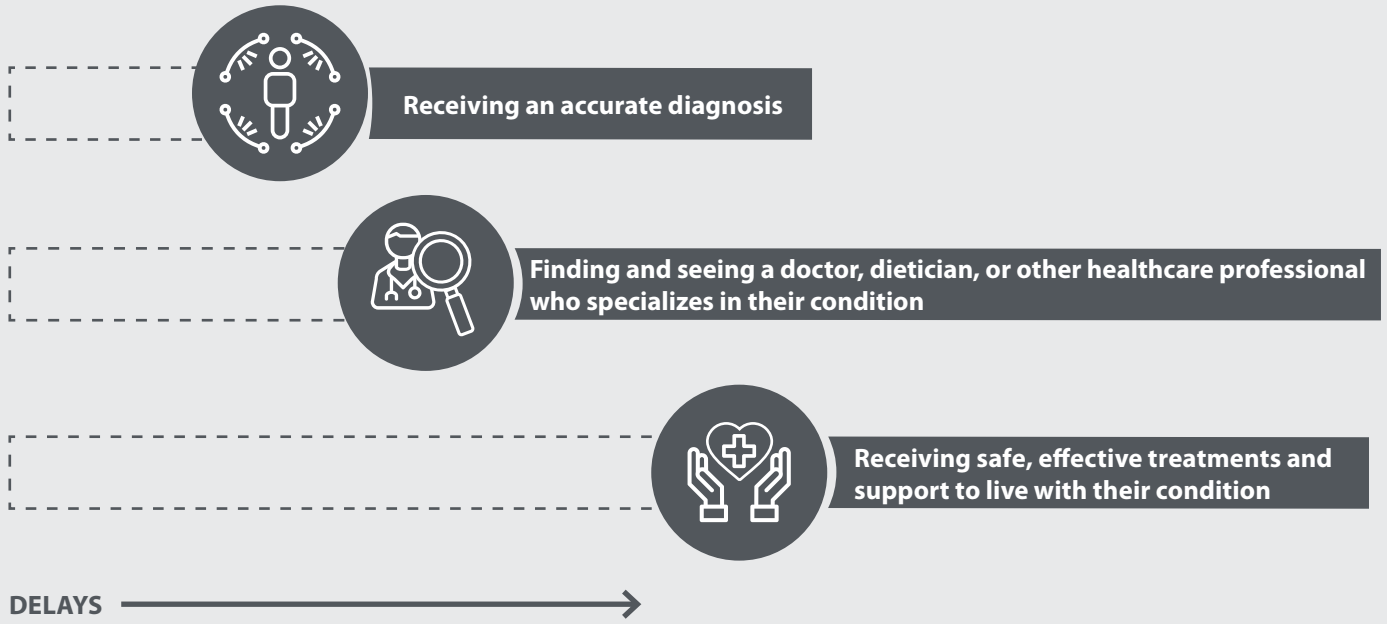 Receiving an accurate diagnosis
Finding and seeing a doctor, dietician, or other healthcare professional
who specializes in their condition
Receiving safe, effective treatments and
support to live with their condition
DELAYS